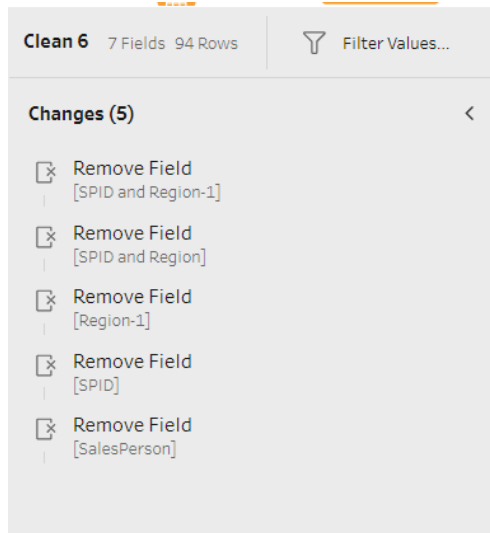 Clean 6 7 Fields 94 Rows Filter Values...
Changes (5)
Remove Field
[SPID and Region-1]
Remove Field
[SPID and Region]
Remove Field
[Region-1]
Remove Field
[SPID]
Remove Field
[SalesPerson]